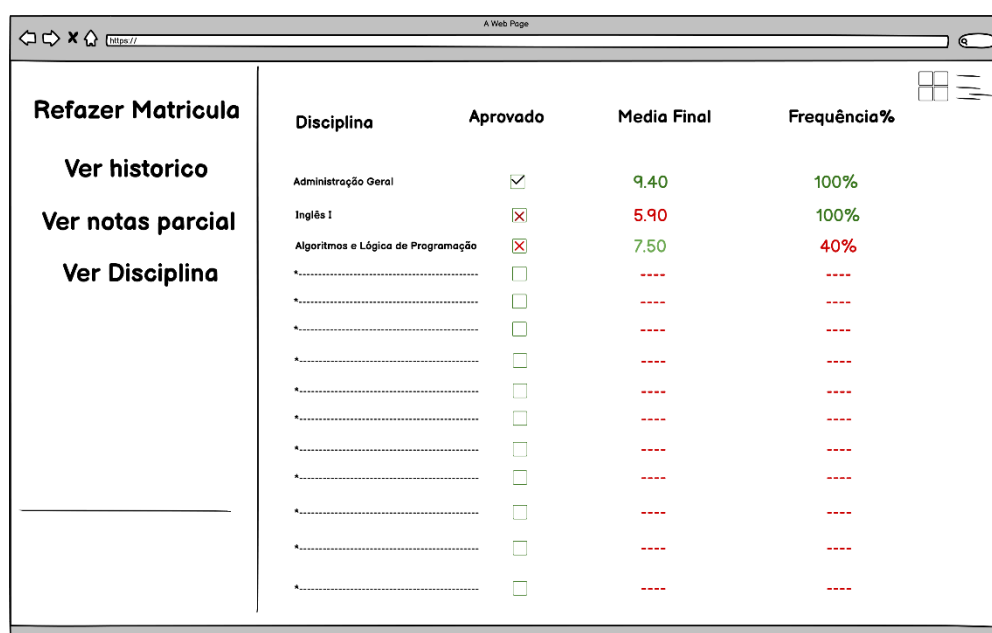 A Web Page
https://
Refazer Matricula
Ver historico
Ver notas parcial
Ver Disciplina
Disciplina Aprovado Media Final Frequência%
Administração Geral 9.40 100%
Inglês I 5.90 100%
Algoritmos e Lógica de Programação 7.50 40%
*---------------------------------------- ---- ----
*---------------------------------------- ---- ----
*---------------------------------------- ---- ----
*---------------------------------------- ---- ----
*---------------------------------------- ---- ----
*---------------------------------------- ---- ----
*---------------------------------------- ---- ----
*---------------------------------------- ---- ----
*---------------------------------------- ---- ----
*---------------------------------------- ---- ----
*---------------------------------------- ---- ----